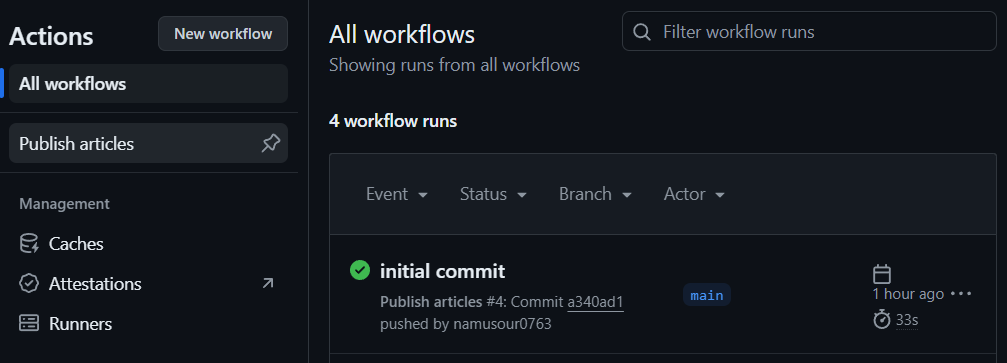 Actions
New workflow
All workflows
Publish articles
Management
Caches
Attestations
Runners
All workflows
Showing runs from all workflows
Filter workflow runs
4 workflow runs
Event Status Branch Actor
initial commit
Publish articles #4: Commit a340ad1
pushed by namusour0763
main
1 hour ago
33s